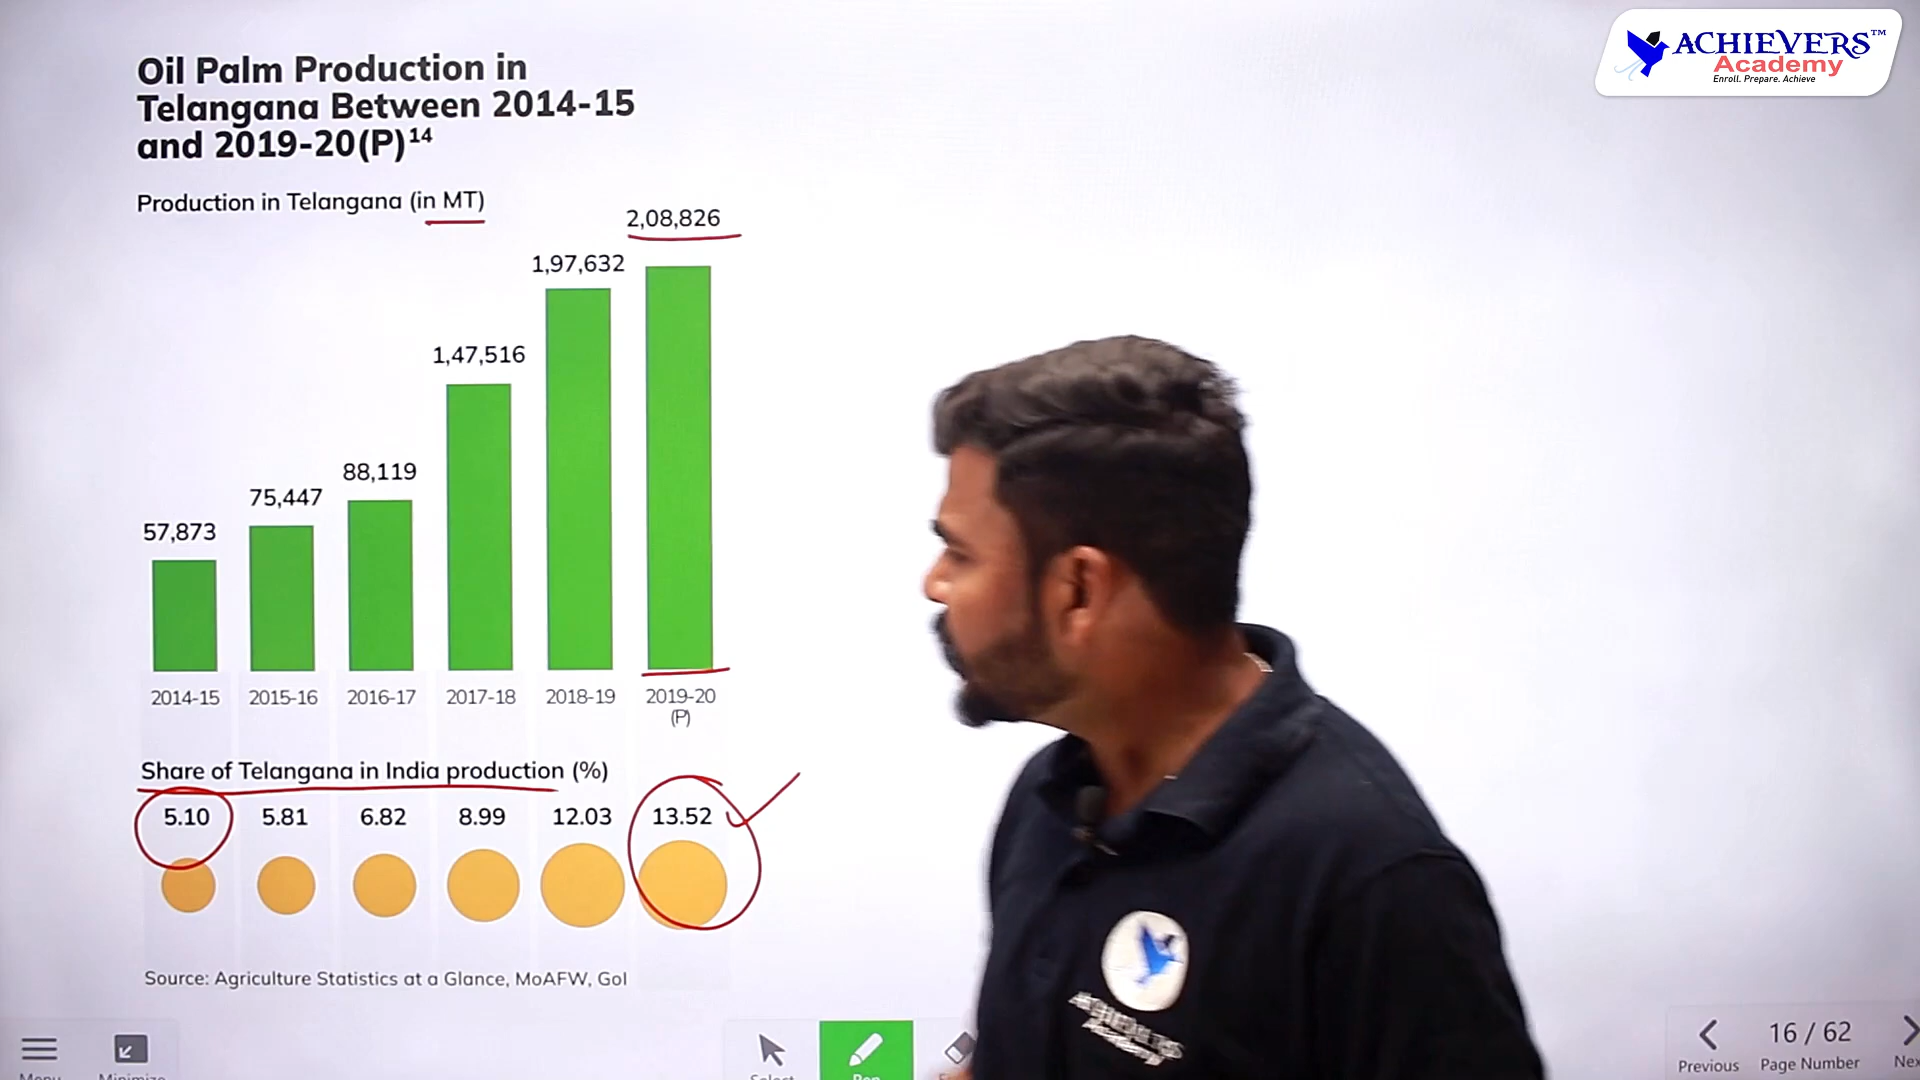 ACHIEVERS™
Academy
Enroll. Prepare. Achieve
Oil Palm Production in
Telangana Between 2014-15
and 2019-20(P)¹⁴
Production in Telangana (in MT)
57,873 75,447 88,119 1,47,516 1,97,632 2,08,826
2014-15 2015-16 2016-17 2017-18 2018-19 2019-20
(P)
Share of Telangana in India production (%)
5.10 5.81 6.82 8.99 12.03 13.52
Source: Agriculture Statistics at a Glance, MoAFW, GoI
16 / 62
Previous Page Number
Menu Minimize Select Pen